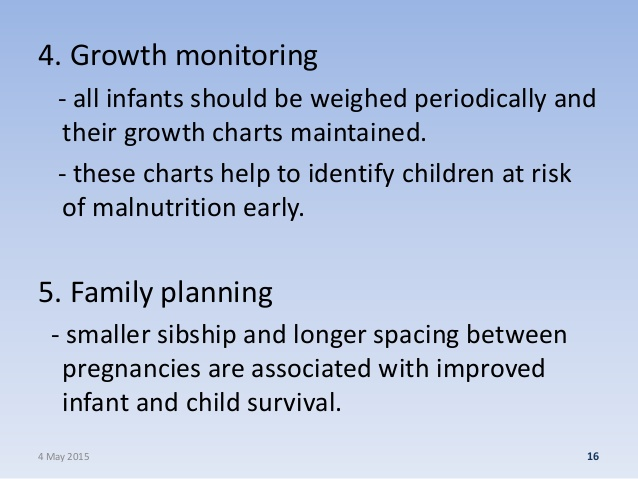 4. Growth monitoring
- all infants should be weighed periodically and
their growth charts maintained.
- these charts help to identify children at risk
of malnutrition early.
5. Family planning
- smaller sibship and longer spacing between
pregnancies are associated with improved
infant and child survival.
4 May 2015
16